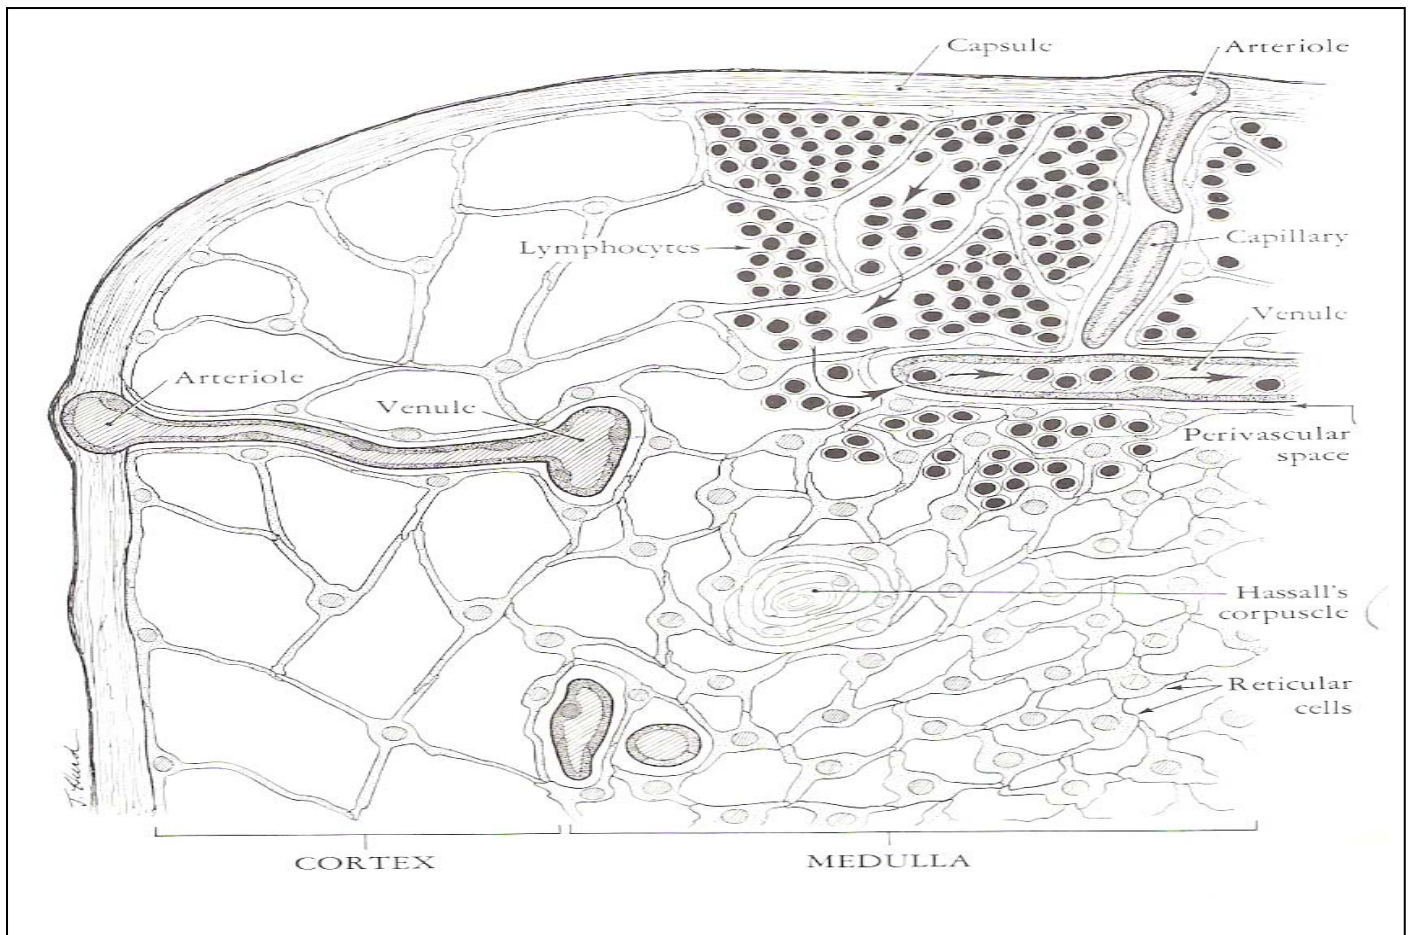 Capsule
Arteriole
Lymphocytes
Capillary
Venule
Arteriole
Venule
Perivascular
space
Hassall's
corpuscle
Reticular
cells
CORTEX
MEDULLA